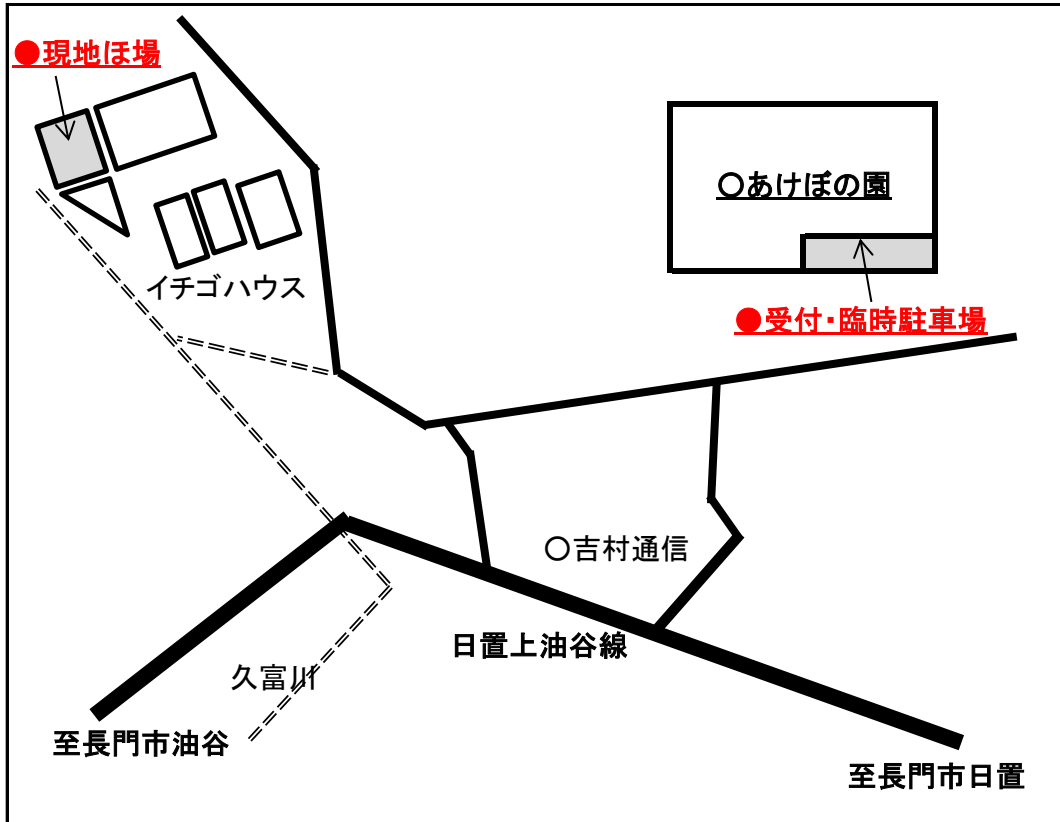 ●現地ほ場
○あけぼの園
イチゴハウス
●受付・臨時駐車場
○吉村通信
日置上油谷線
久富川
至長門市油谷
至長門市日置